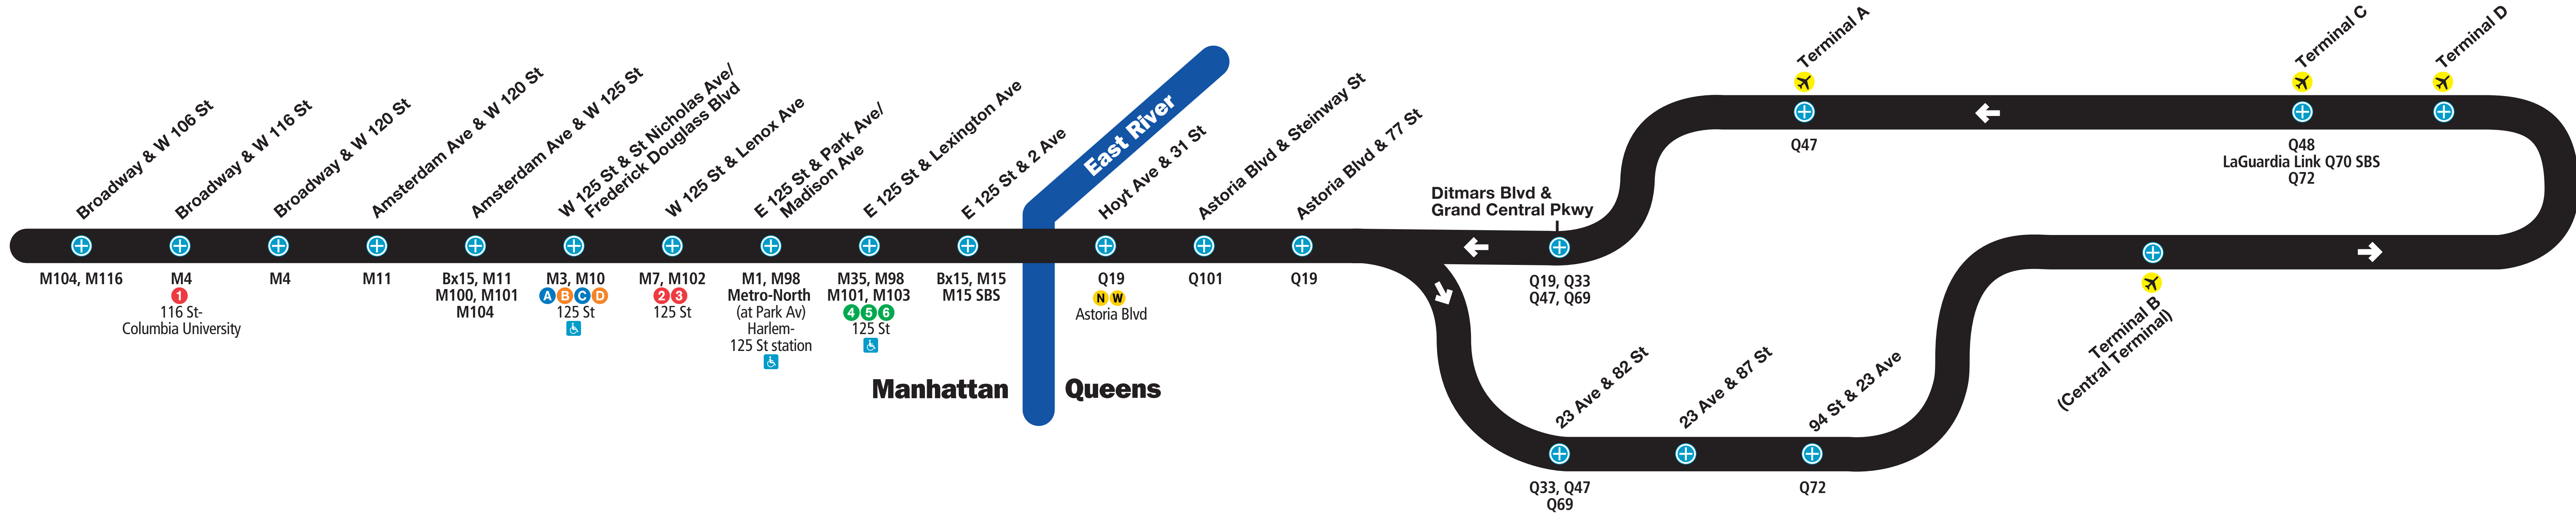 Broadway & W 106 St
M104, M116
Broadway & W 116 St
M4
1
116 St-
Columbia University
Broadway & W 120 St
M4
Amsterdam Ave & W 120 St
M11
Amsterdam Ave & W 125 St
Bx15, M11
M100, M101
M104
W 125 St & St Nicholas Ave/
Frederick Douglass Blvd
M3, M10
A B C D
125 St
W 125 St & Lenox Ave
M7, M102
2 3
125 St
E 125 St & Park Ave/
Madison Ave
M1, M98
Metro-North
(at Park Av)
Harlem-
125 St station
E 125 St & Lexington Ave
M35, M98
M101, M103
4 5 6
125 St
E 125 St & 2 Ave
Bx15, M15
M15 SBS
East River
Manhattan
Queens
Hoyt Ave & 31 St
Q19
N W
Astoria Blvd
Astoria Blvd & Steinway St
Q101
Astoria Blvd & 77 St
Q19
Ditmars Blvd &
Grand Central Pkwy
Q19, Q33
Q47, Q69
23 Ave & 82 St
Q33, Q47
Q69
23 Ave & 87 St
94 St & 23 Ave
Q72
Terminal B
(Central Terminal)
Terminal A
Q47
Terminal C
Q48
LaGuardia Link Q70 SBS
Q72
Terminal D